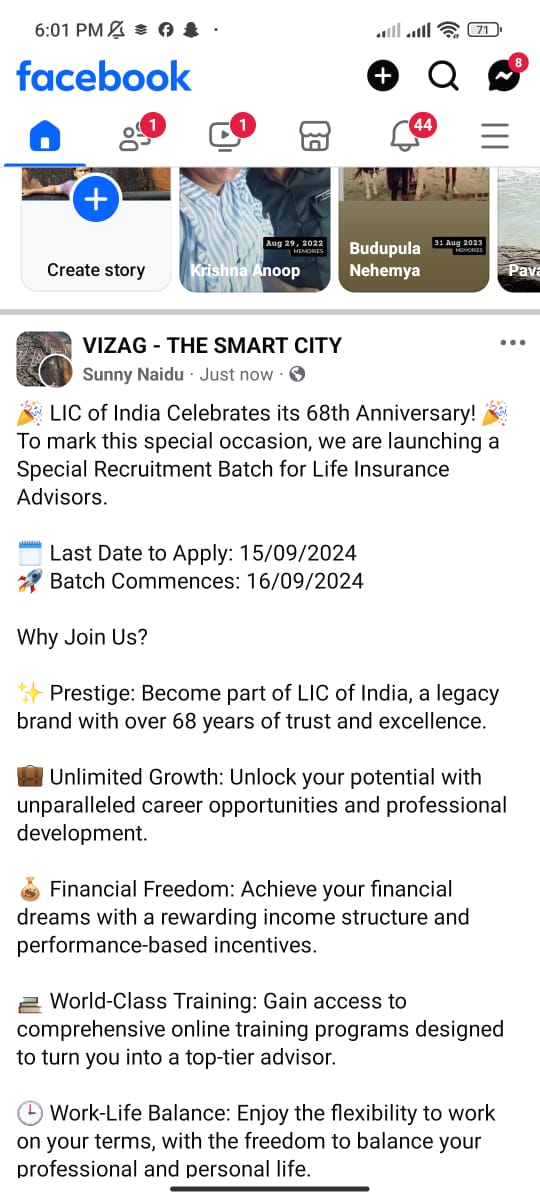 6:01 PM
71
facebook
8
1
1
44
Create story
Aug 29, 2022
MEMORIES
Krishna Anoop
31 Aug 2023
MEMORIES
Budupula
Nehemya
Pava
VIZAG - THE SMART CITY
Sunny Naidu · Just now ·
🎉 LIC of India Celebrates its 68th Anniversary! 🎉
To mark this special occasion, we are launching a
Special Recruitment Batch for Life Insurance
Advisors.
🗓️ Last Date to Apply: 15/09/2024
🚀 Batch Commences: 16/09/2024
Why Join Us?
✨ Prestige: Become part of LIC of India, a legacy
brand with over 68 years of trust and excellence.
💼 Unlimited Growth: Unlock your potential with
unparalleled career opportunities and professional
development.
💰 Financial Freedom: Achieve your financial
dreams with a rewarding income structure and
performance-based incentives.
📚 World-Class Training: Gain access to
comprehensive online training programs designed
to turn you into a top-tier advisor.
🕒 Work-Life Balance: Enjoy the flexibility to work
on your terms, with the freedom to balance your
professional and personal life.